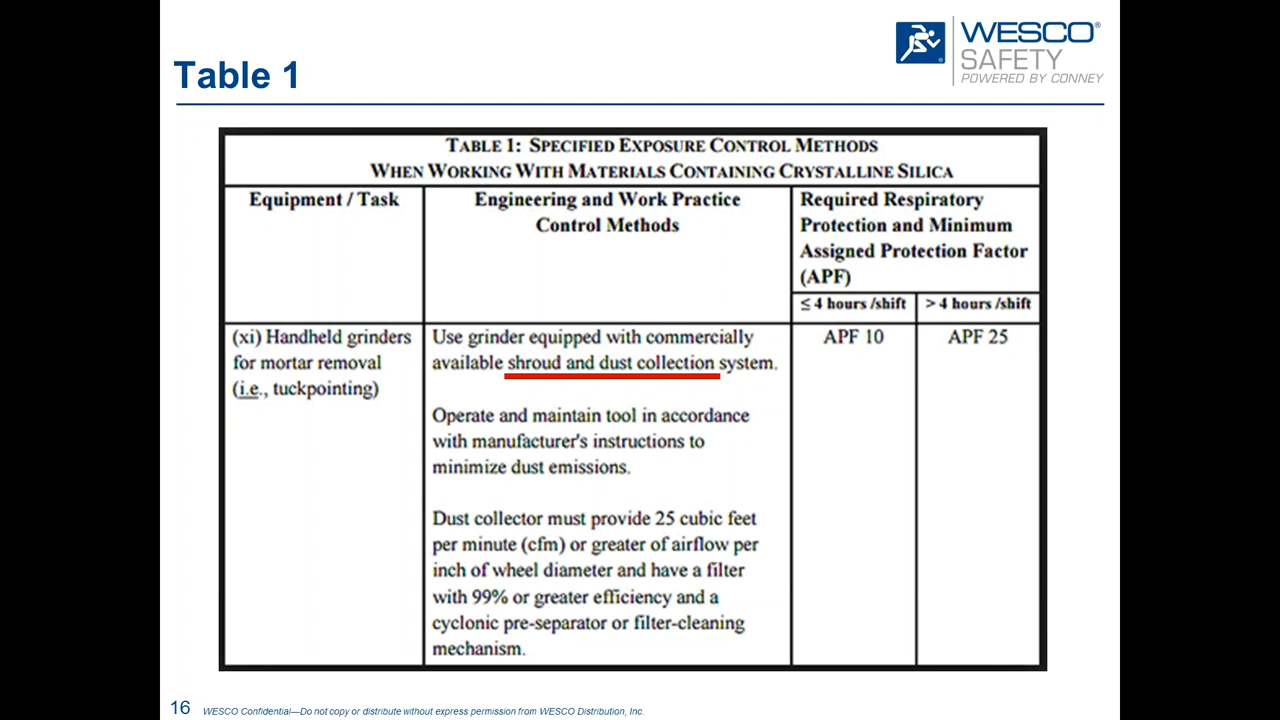 WESCO®
SAFETY
POWERED BY CONNEY
Table 1
TABLE 1: SPECIFIED EXPOSURE CONTROL METHODS
WHEN WORKING WITH MATERIALS CONTAINING CRYSTALLINE SILICA
Equipment / Task
Engineering and Work Practice
Control Methods
Required Respiratory
Protection and Minimum
Assigned Protection Factor
(APF)
≤ 4 hours /shift
> 4 hours /shift
(xi) Handheld grinders
for mortar removal
(i.e., tuckpointing)
Use grinder equipped with commercially
available shroud and dust collection system.
Operate and maintain tool in accordance
with manufacturer's instructions to
minimize dust emissions.
Dust collector must provide 25 cubic feet
per minute (cfm) or greater of airflow per
inch of wheel diameter and have a filter
with 99% or greater efficiency and a
cyclonic pre-separator or filter-cleaning
mechanism.
APF 10
APF 25
16
WESCO Confidential—Do not copy or distribute without express permission from WESCO Distribution, Inc.